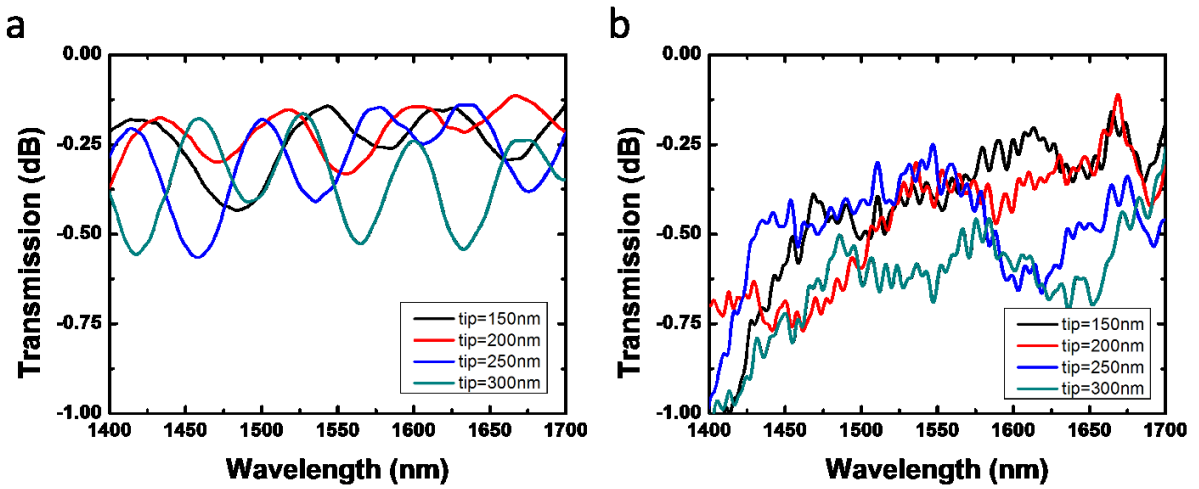 a
0.00
-0.25
-0.50
-0.75
-1.00
Transmission (dB)
1400 1450 1500 1550 1600 1650 1700
Wavelength (nm)
tip=150nm
tip=200nm
tip=250nm
tip=300nm
b
0.00
-0.25
-0.50
-0.75
-1.00
Transmission (dB)
1400 1450 1500 1550 1600 1650 1700
Wavelength (nm)
tip=150nm
tip=200nm
tip=250nm
tip=300nm